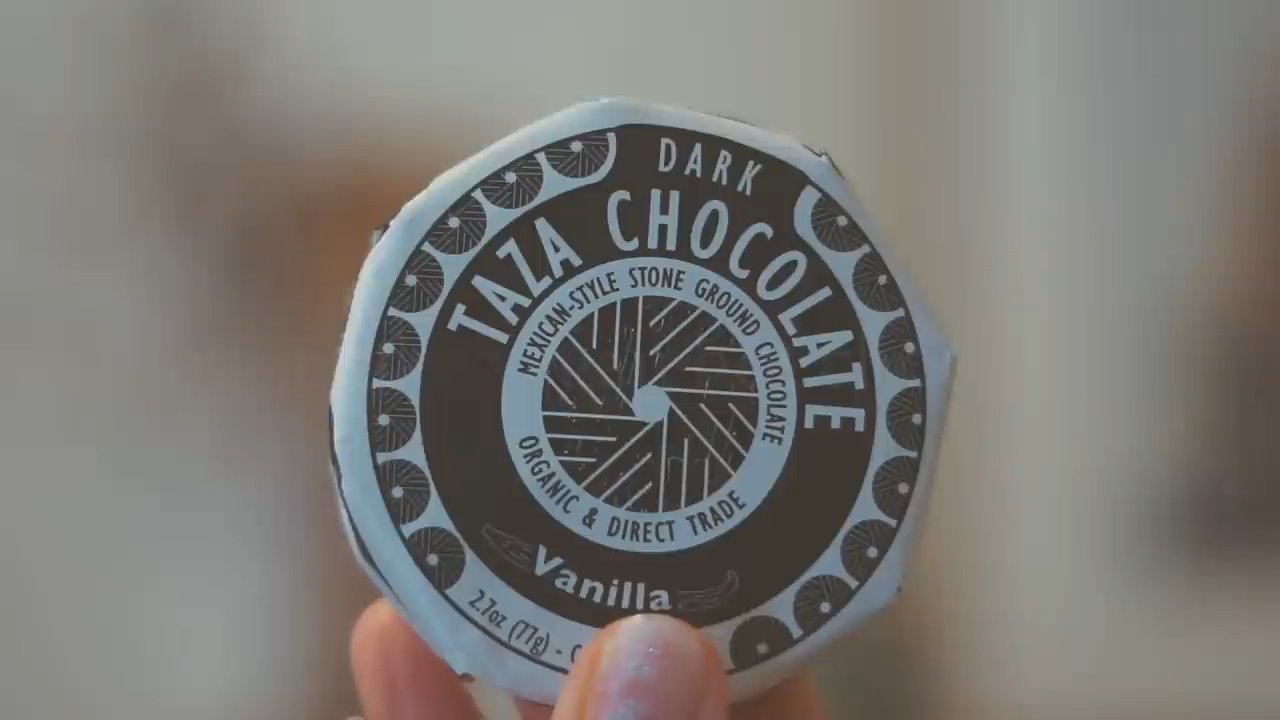 DARK
TAZA CHOCOLATE
MEXICAN-STYLE STONE GROUND CHOCOLATE
ORGANIC & DIRECT TRADE
Vanilla
2.7oz (77g) -